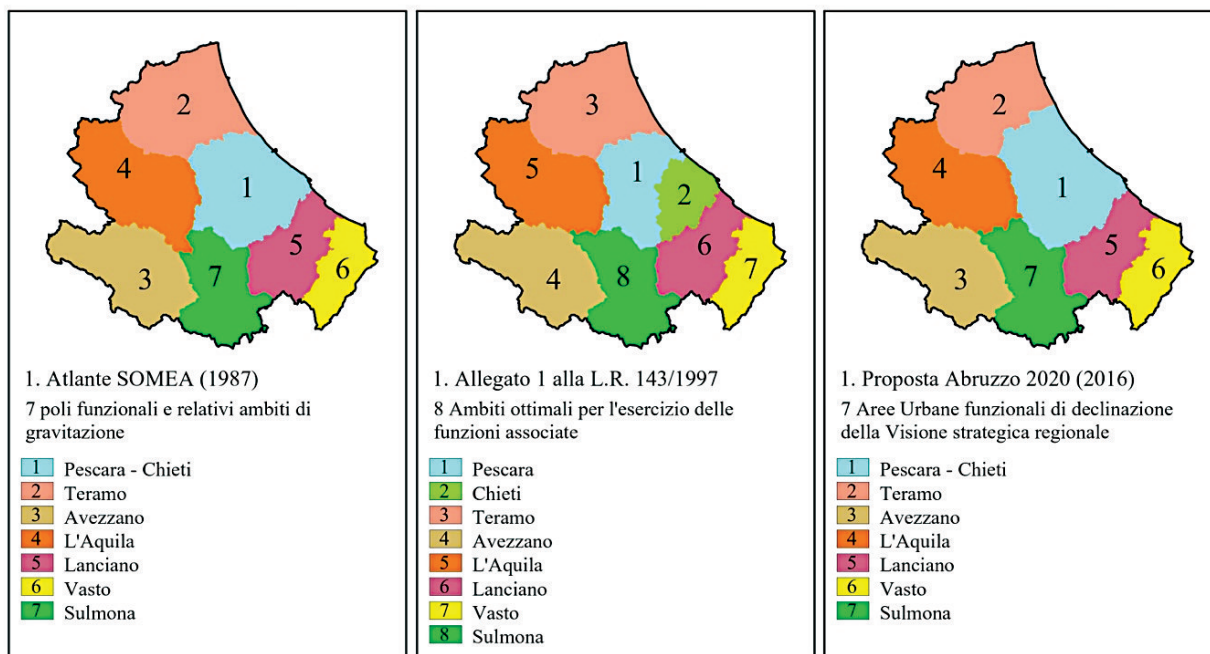 2
4
1
5
3
7
6
1. Atlante SOMEA (1987)
7 poli funzionali e relativi ambiti di
gravitazione
1 Pescara - Chieti
2 Teramo
3 Avezzano
4 L'Aquila
5 Lanciano
6 Vasto
7 Sulmona
3
5
1
2
6
4
8
7
1. Allegato 1 alla L.R. 143/1997
8 Ambiti ottimali per l'esercizio delle
funzioni associate
1 Pescara
2 Chieti
3 Teramo
4 Avezzano
5 L'Aquila
6 Lanciano
7 Vasto
8 Sulmona
2
4
1
5
3
7
6
1. Proposta Abruzzo 2020 (2016)
7 Aree Urbane funzionali di declinazione
della Visione strategica regionale
1 Pescara - Chieti
2 Teramo
3 Avezzano
4 L'Aquila
5 Lanciano
6 Vasto
7 Sulmona